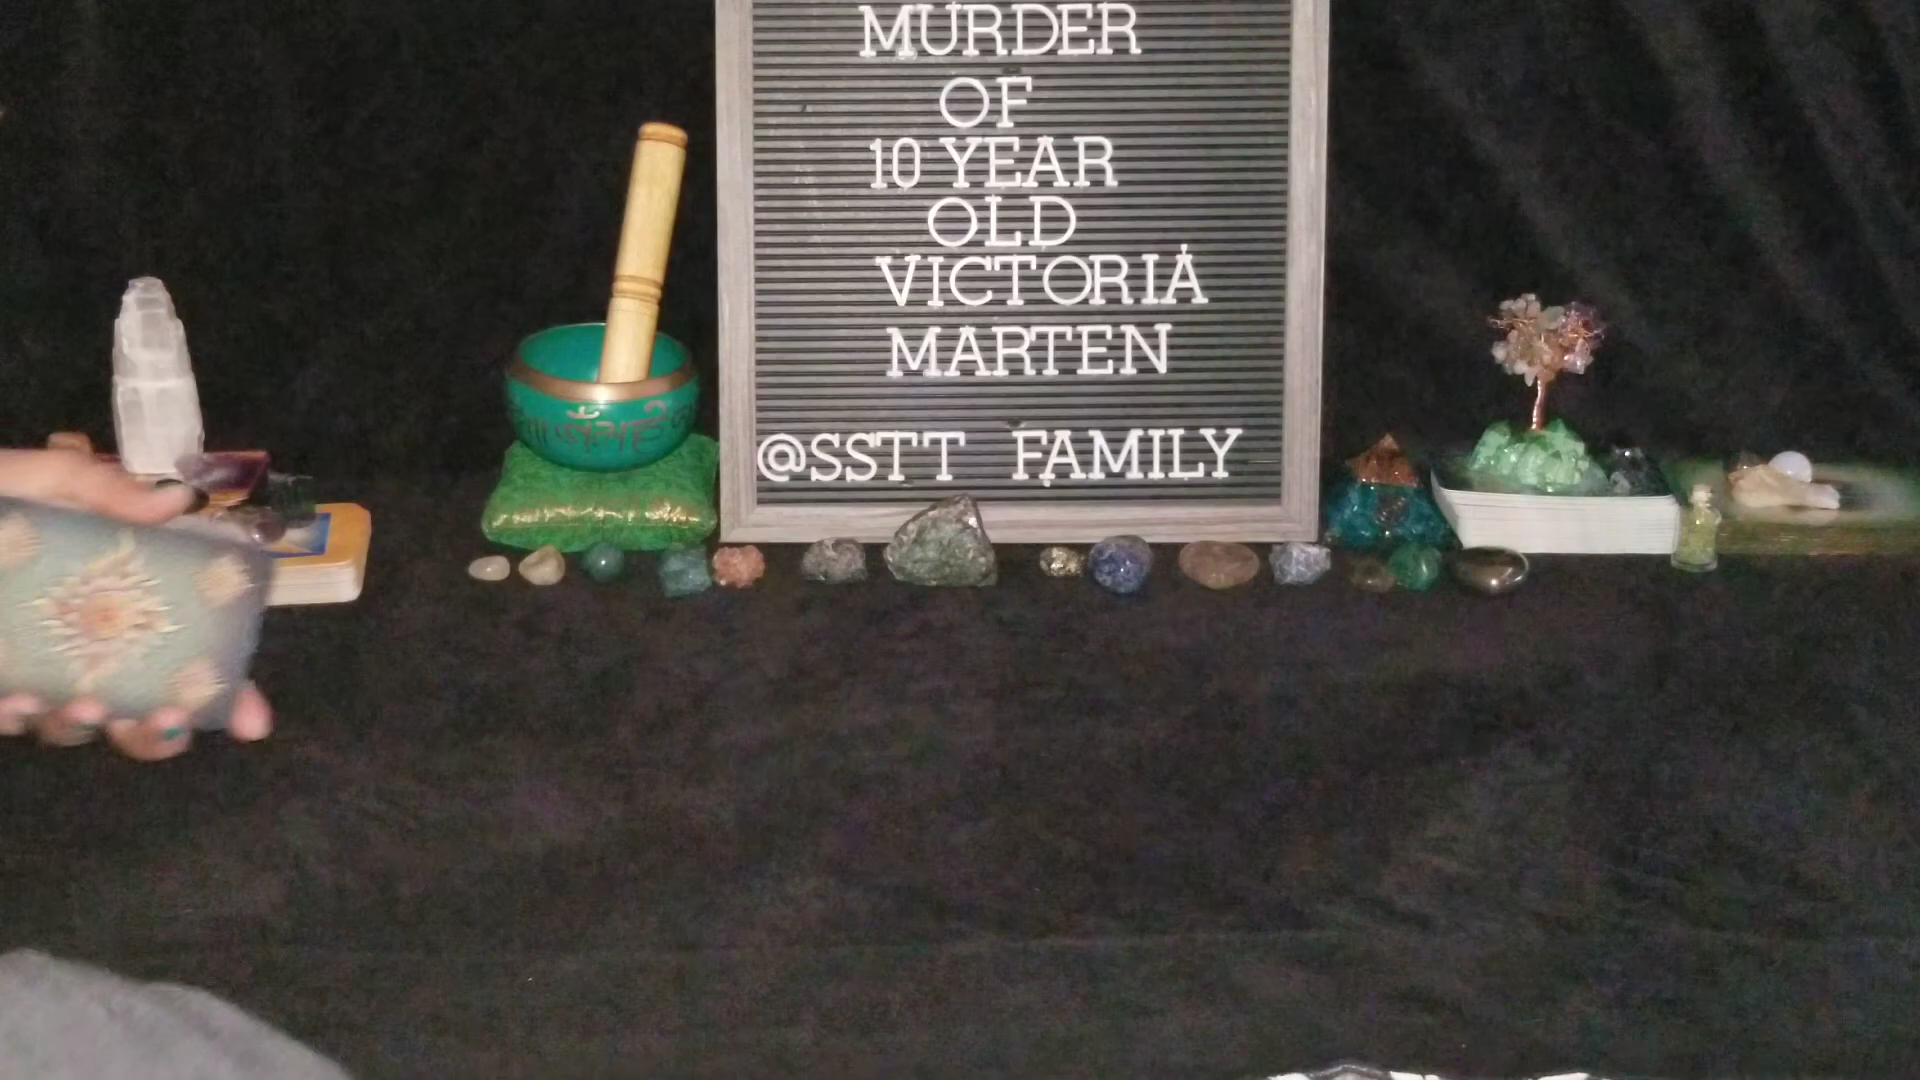 MURDER
OF
10 YEAR
OLD
VICTORIA
MARTEN
@SSTT FAMILY